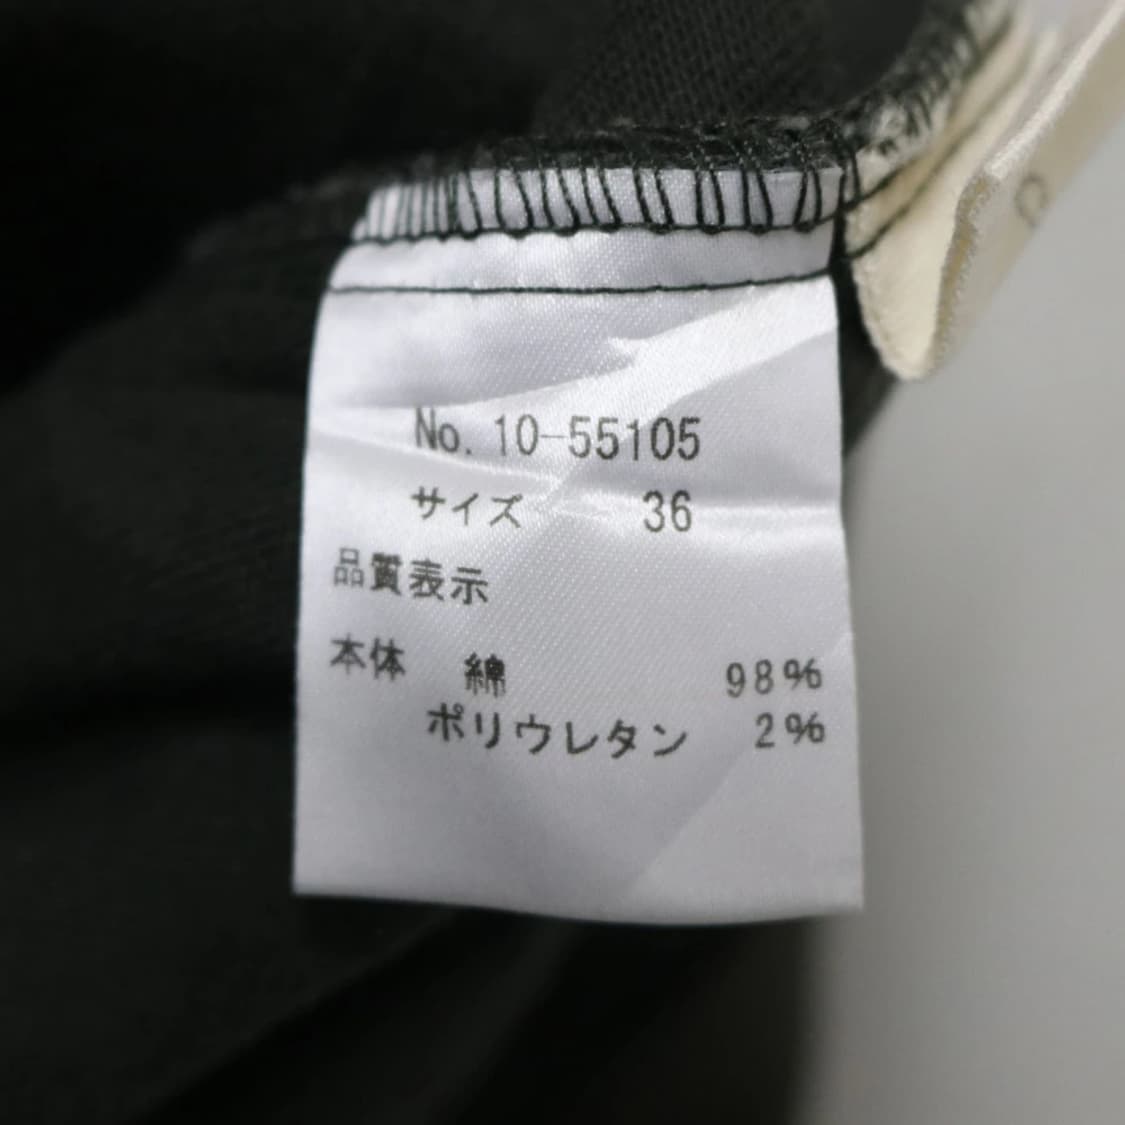 No. 10-55105
サイズ 36
品質表示
本体 綿 98%
ポリウレタン 2%